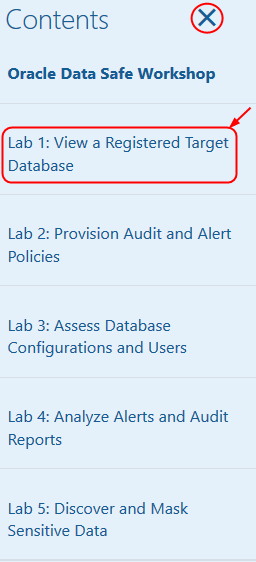 Contents
Oracle Data Safe Workshop
Lab 1: View a Registered Target
Database
Lab 2: Provision Audit and Alert
Policies
Lab 3: Assess Database
Configurations and Users
Lab 4: Analyze Alerts and Audit
Reports
Lab 5: Discover and Mask
Sensitive Data